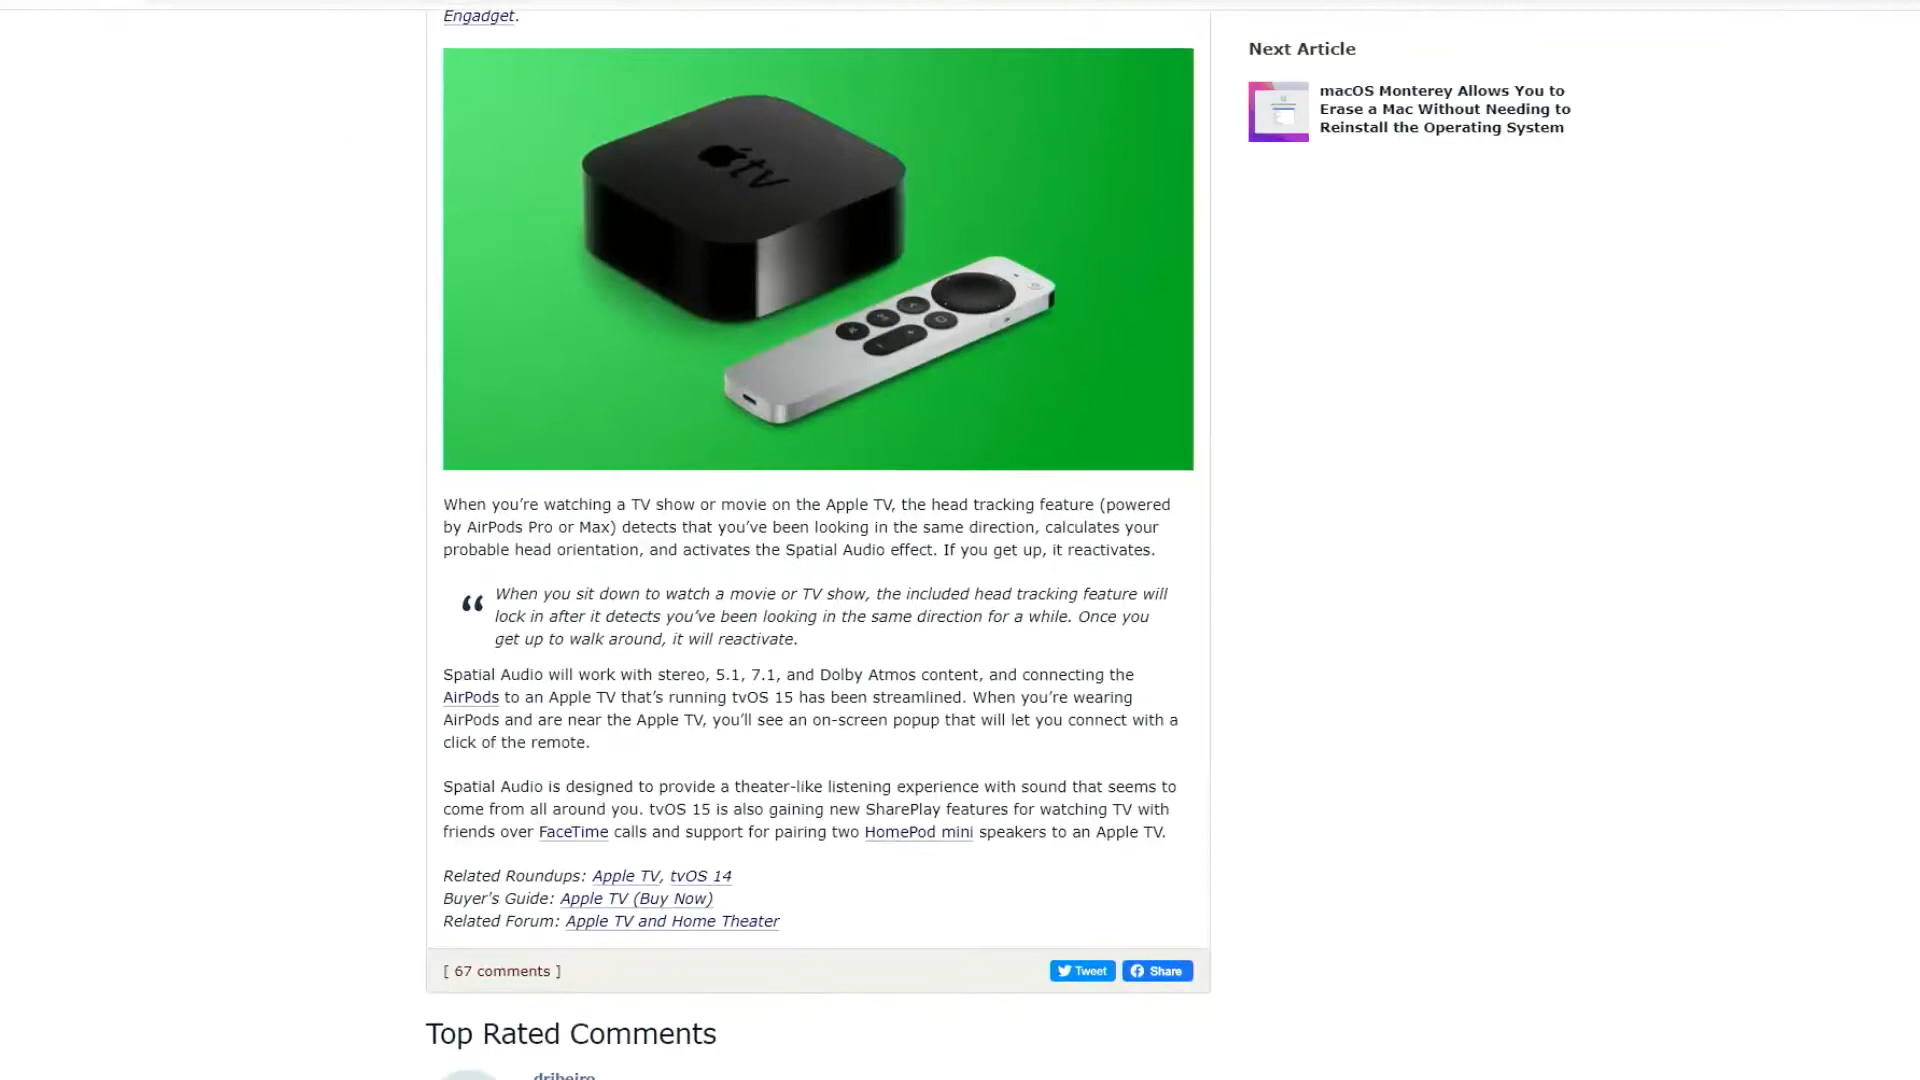 Engadget.
Next Article
macOS Monterey Allows You to
Erase a Mac Without Needing to
Reinstall the Operating System
tv
When you’re watching a TV show or movie on the Apple TV, the head tracking feature (powered
by AirPods Pro or Max) detects that you’ve been looking in the same direction, calculates your
probable head orientation, and activates the Spatial Audio effect. If you get up, it reactivates.
“ When you sit down to watch a movie or TV show, the included head tracking feature will
lock in after it detects you’ve been looking in the same direction for a while. Once you
get up to walk around, it will reactivate.
Spatial Audio will work with stereo, 5.1, 7.1, and Dolby Atmos content, and connecting the
AirPods to an Apple TV that’s running tvOS 15 has been streamlined. When you’re wearing
AirPods and are near the Apple TV, you’ll see an on-screen popup that will let you connect with a
click of the remote.
Spatial Audio is designed to provide a theater-like listening experience with sound that seems to
come from all around you. tvOS 15 is also gaining new SharePlay features for watching TV with
friends over FaceTime calls and support for pairing two HomePod mini speakers to an Apple TV.
Related Roundups: Apple TV, tvOS 14
Buyer's Guide: Apple TV (Buy Now)
Related Forum: Apple TV and Home Theater
[ 67 comments ]
Tweet
Share
Top Rated Comments
dribeiro